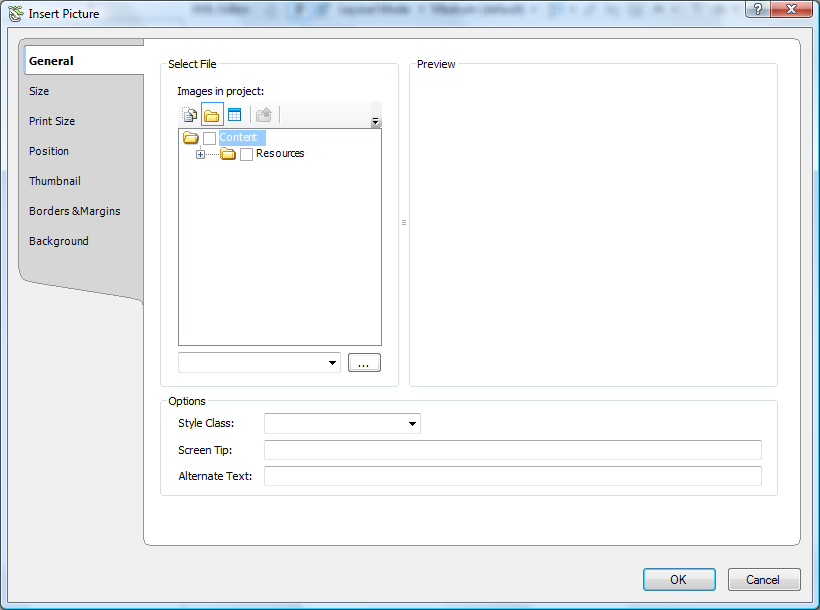 Insert Picture
?
General
Size
Print Size
Position
Thumbnail
Borders &Margins
Background
Select File
Images in project:
Content
Resources
...
Preview
Options
Style Class:
Screen Tip:
Alternate Text:
OK
Cancel